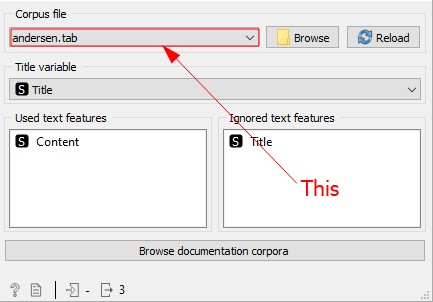 Corpus file
andersen.tab
Browse
Reload
Title variable
S Title
Used text features
Ignored text features
S Content
S Title
This
Browse documentation corpora
? - 3